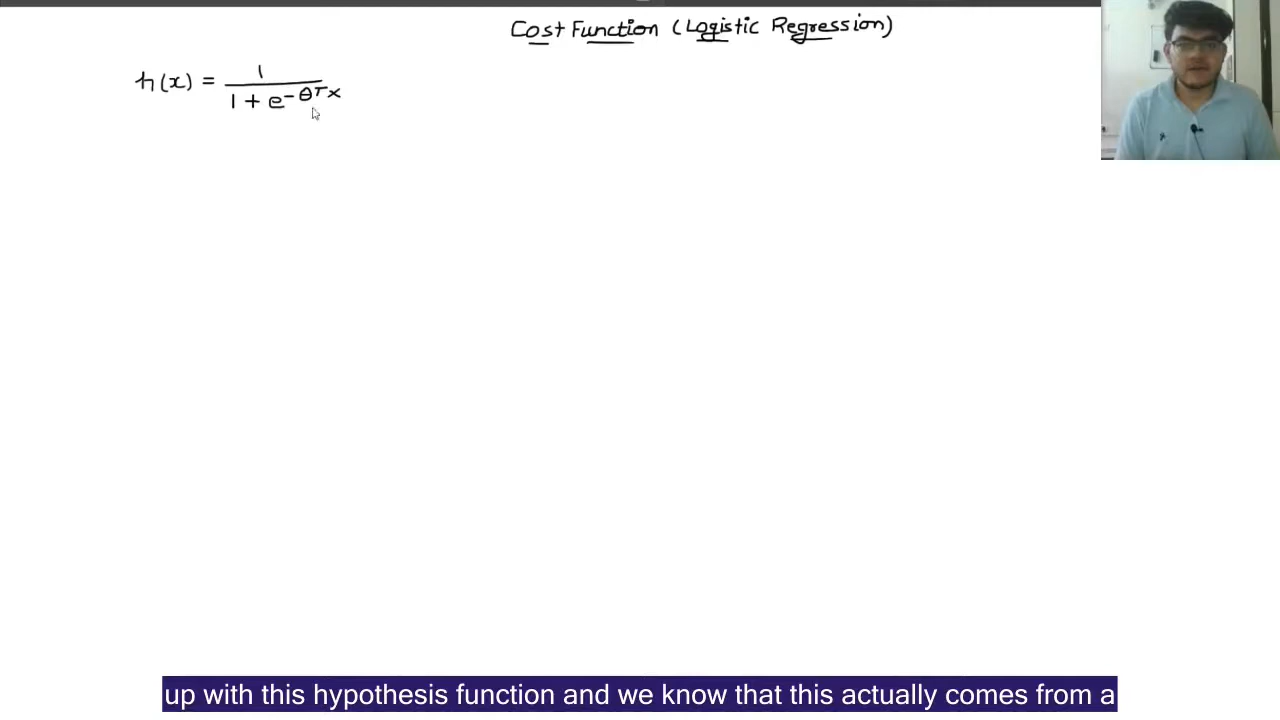 Cost Function (Logistic Regression)
h(x) = 1 / (1 + e^{-θ^T x})
up with this hypothesis function and we know that this actually comes from a